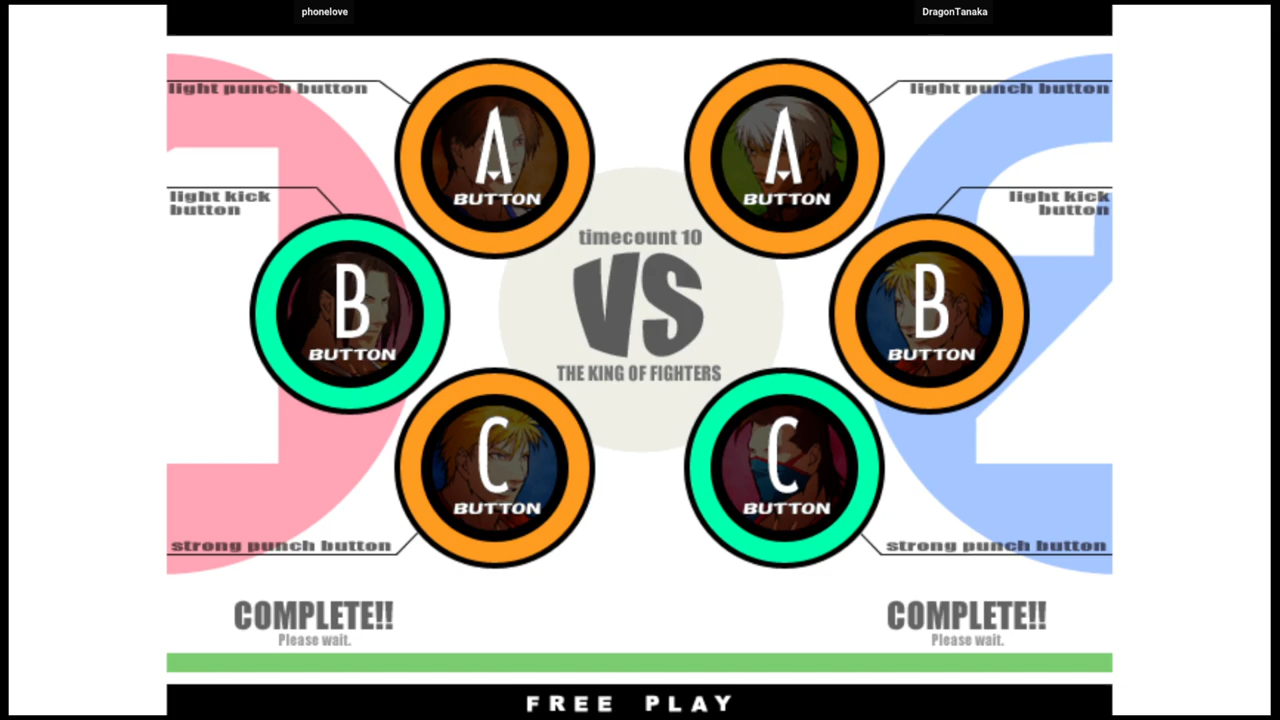 phonelove
DragonTanaka
light punch button
A
BUTTON
A
BUTTON
light punch button
light kick
button
B
BUTTON
timecount 10
VS
THE KING OF FIGHTERS
light kick
button
B
BUTTON
C
BUTTON
C
BUTTON
strong punch button
strong punch button
COMPLETE!!
Please wait.
COMPLETE!!
Please wait.
FREE PLAY